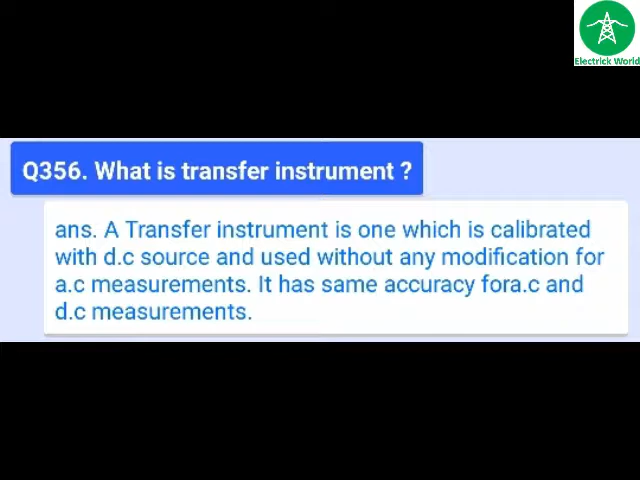 Electrick World
Q356. What is transfer instrument ?
ans. A Transfer instrument is one which is calibrated
with d.c source and used without any modification for
a.c measurements. It has same accuracy fora.c and
d.c measurements.